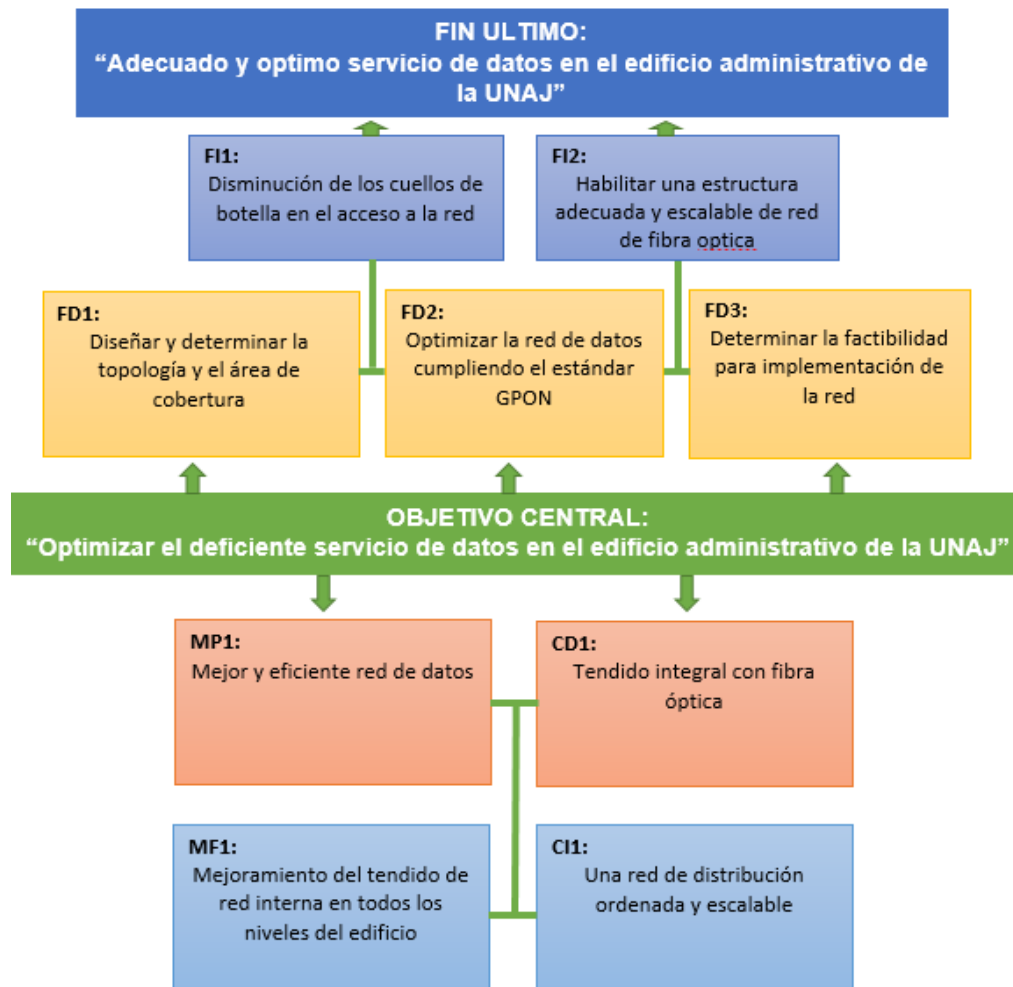 FIN ULTIMO:
“Adecuado y optimo servicio de datos en el edificio administrativo de
la UNAJ”
FI1:
Disminución de los cuellos de
botella en el acceso a la red
FI2:
Habilitar una estructura
adecuada y escalable de red
de fibra optica
FD1:
Diseñar y determinar la
topología y el área de
cobertura
FD2:
Optimizar la red de datos
cumpliendo el estándar
GPON
FD3:
Determinar la factibilidad
para implementación de
la red
OBJETIVO CENTRAL:
“Optimizar el deficiente servicio de datos en el edificio administrativo de la UNAJ”
MP1:
Mejor y eficiente red de datos
CD1:
Tendido integral con fibra
óptica
MF1:
Mejoramiento del tendido de
red interna en todos los
niveles del edificio
CI1:
Una red de distribución
ordenada y escalable